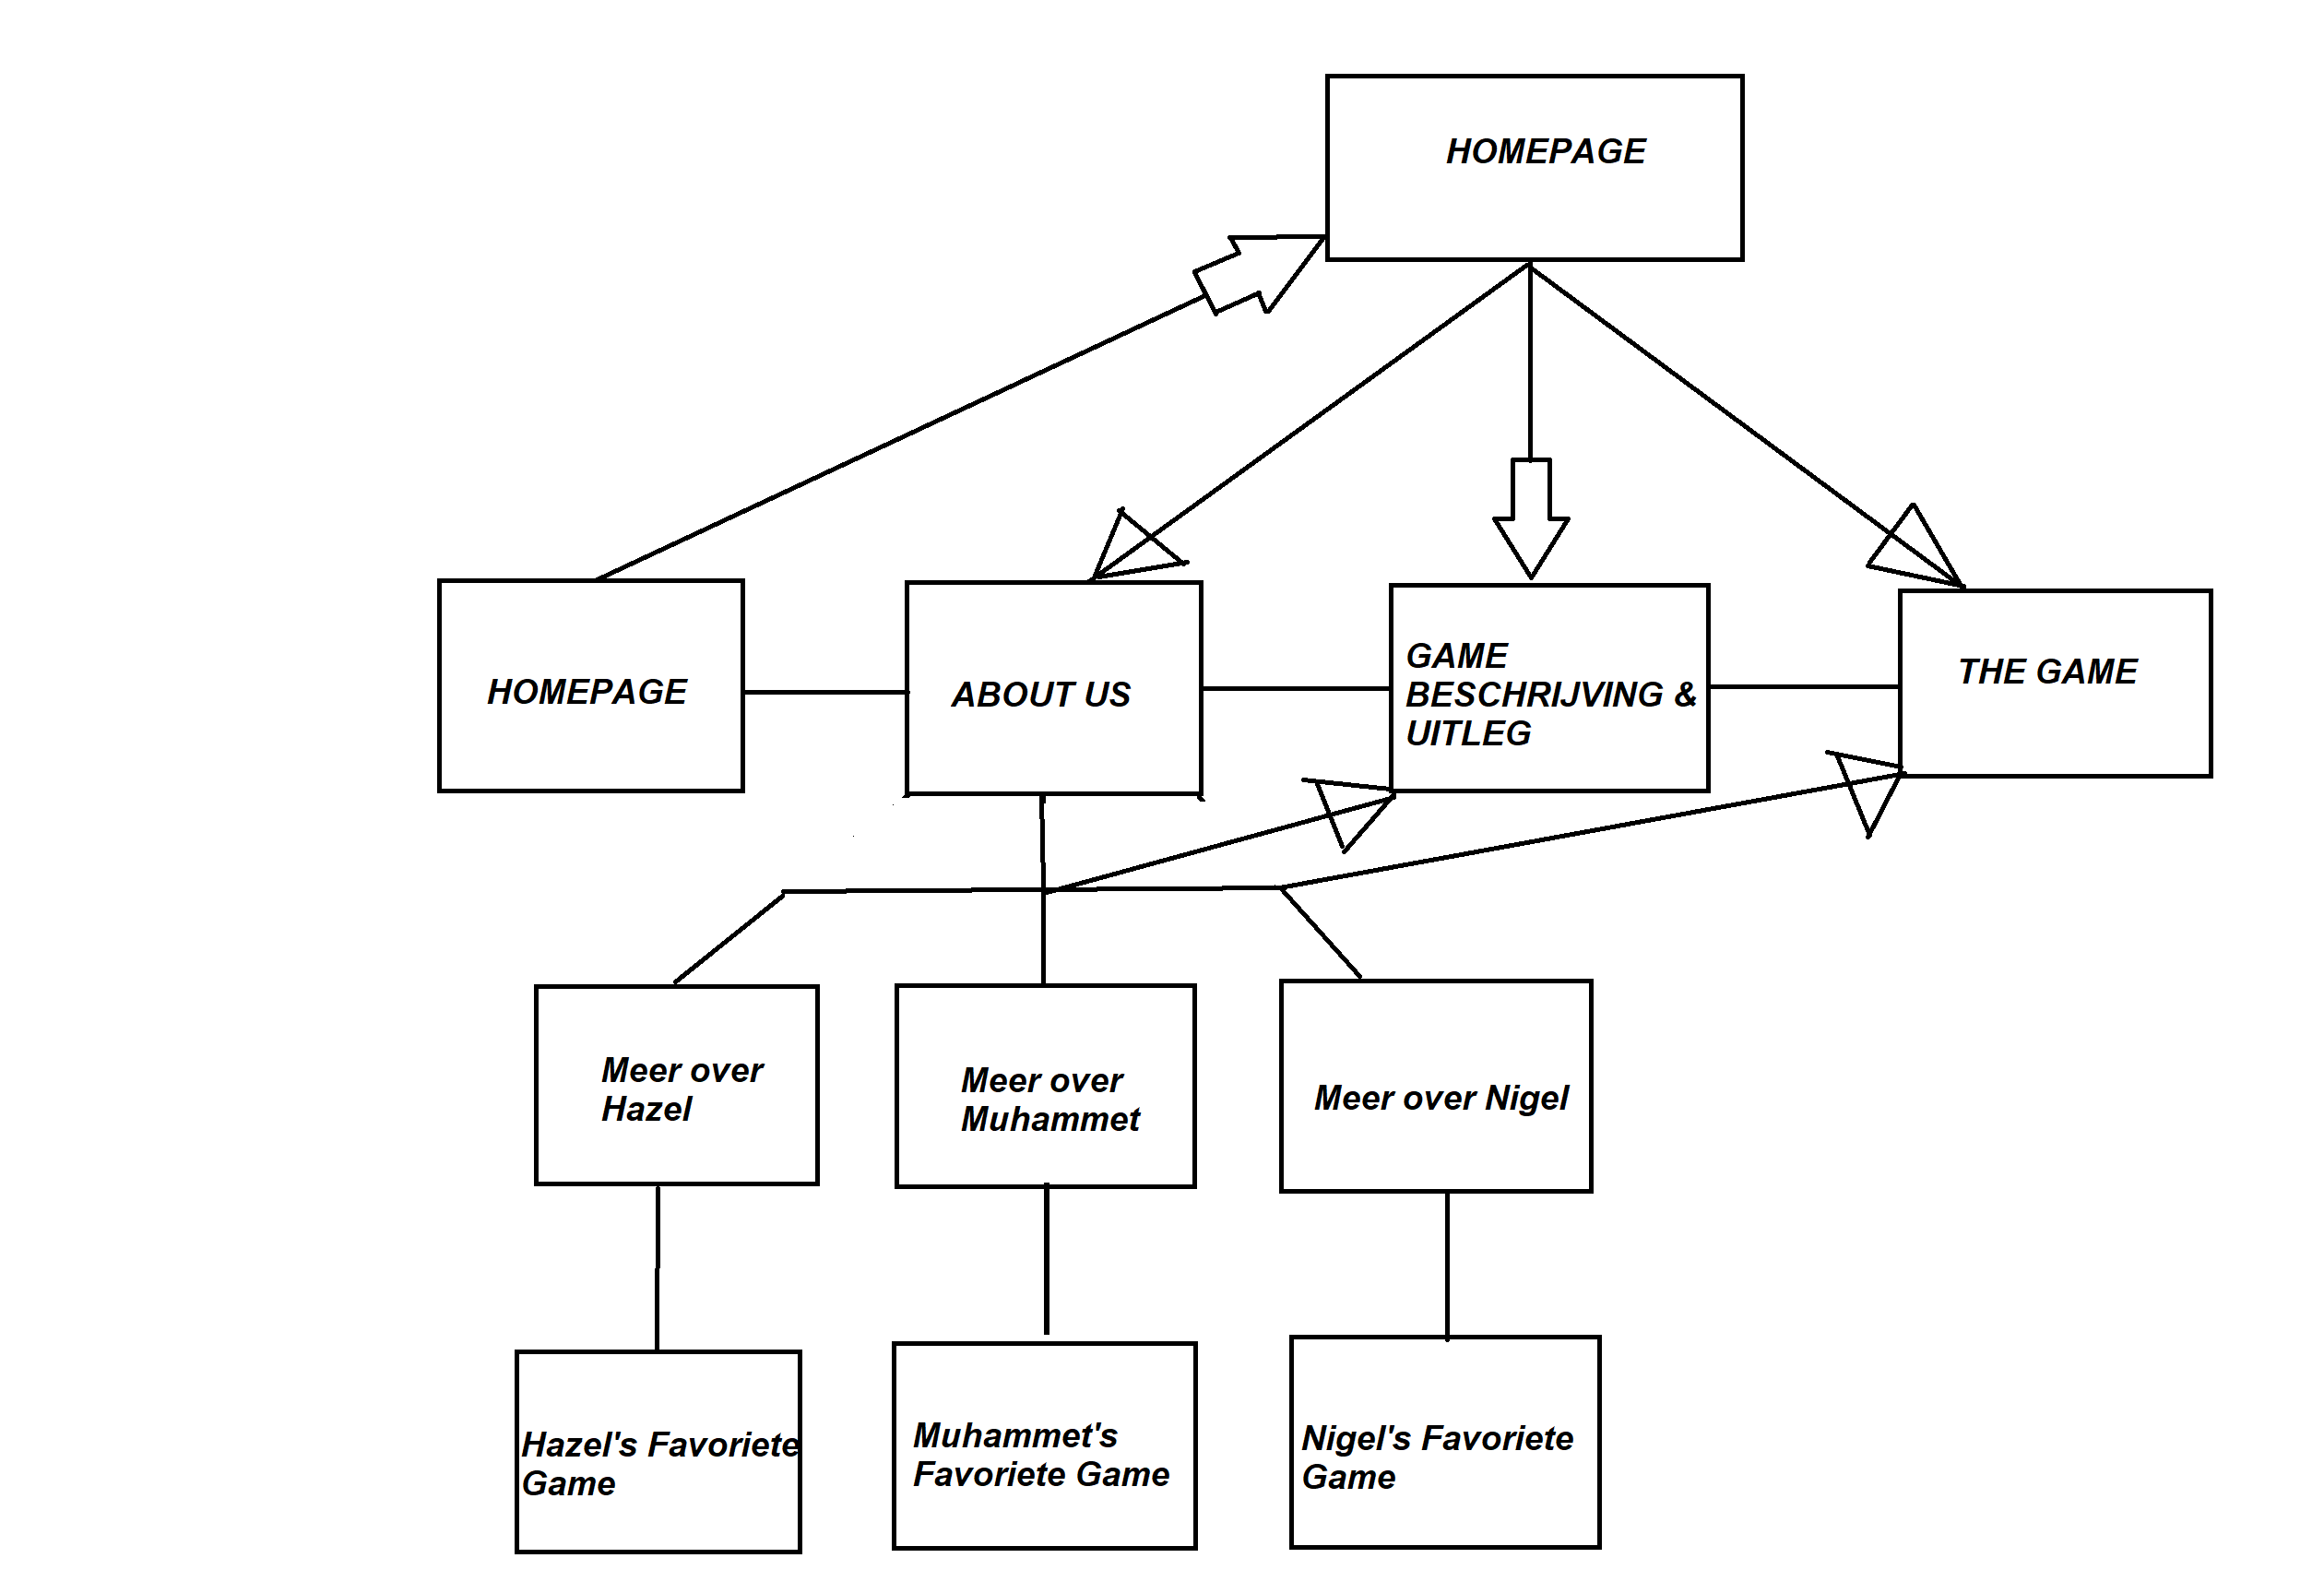 HOMEPAGE
HOMEPAGE
ABOUT US
GAME
BESCHRIJVING &
UITLEG
THE GAME
Meer over
Hazel
Meer over
Muhammet
Meer over Nigel
Hazel's Favoriete
Game
Muhammet's
Favoriete Game
Nigel's Favoriete
Game